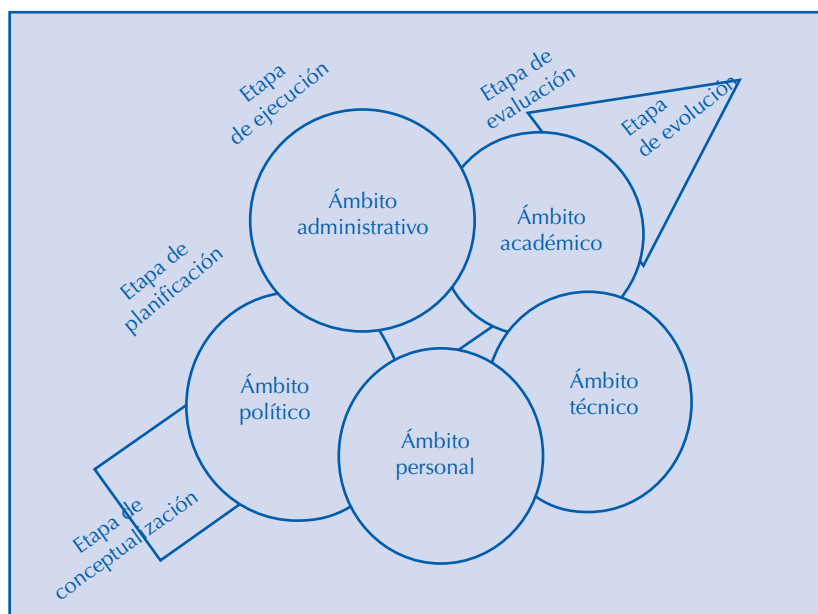 Etapa
de ejecución
Etapa de
evaluación
Etapa
de evolución
Ámbito
administrativo
Ámbito
académico
Etapa de
planificación
Ámbito
político
Ámbito
técnico
Ámbito
personal
Etapa de
conceptualización